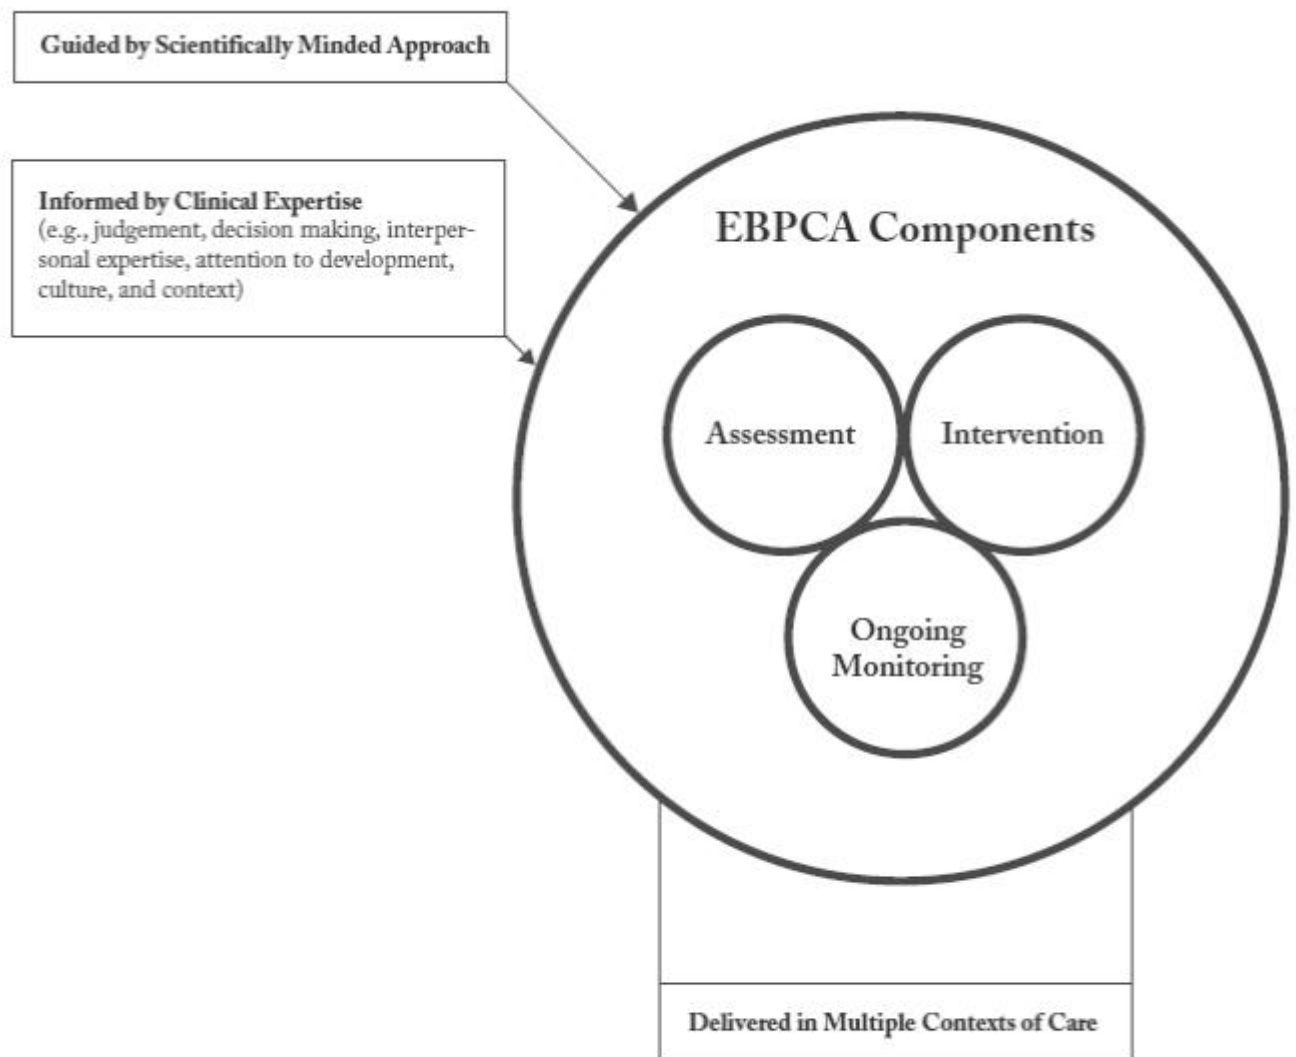 Guided by Scientifically Minded Approach
Informed by Clinical Expertise
(e.g., judgement, decision making, interper-
sonal expertise, attention to development,
culture, and context)
EBPCA Components
Assessment
Intervention
Ongoing
Monitoring
Delivered in Multiple Contexts of Care